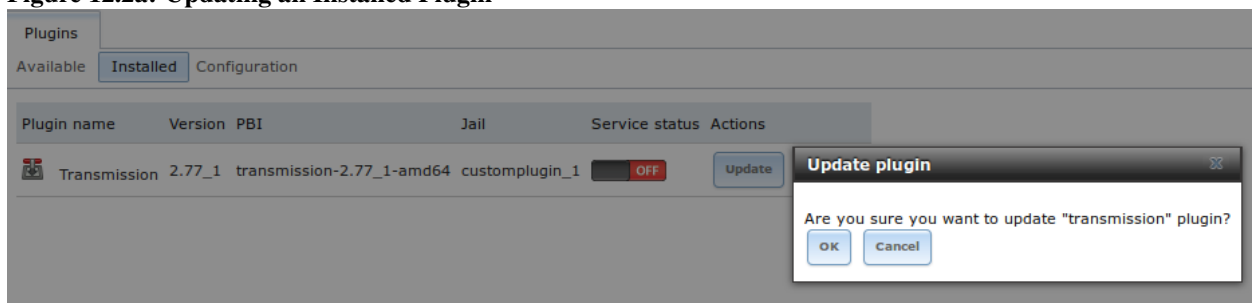 Figure 12.2a: Updating an Installed Plugin
Plugins
Available Installed Configuration
Plugin name Version PBI Jail Service status Actions
Transmission 2.77_1 transmission-2.77_1-amd64 customplugin_1 OFF Update
Update plugin
Are you sure you want to update "transmission" plugin?
OK Cancel